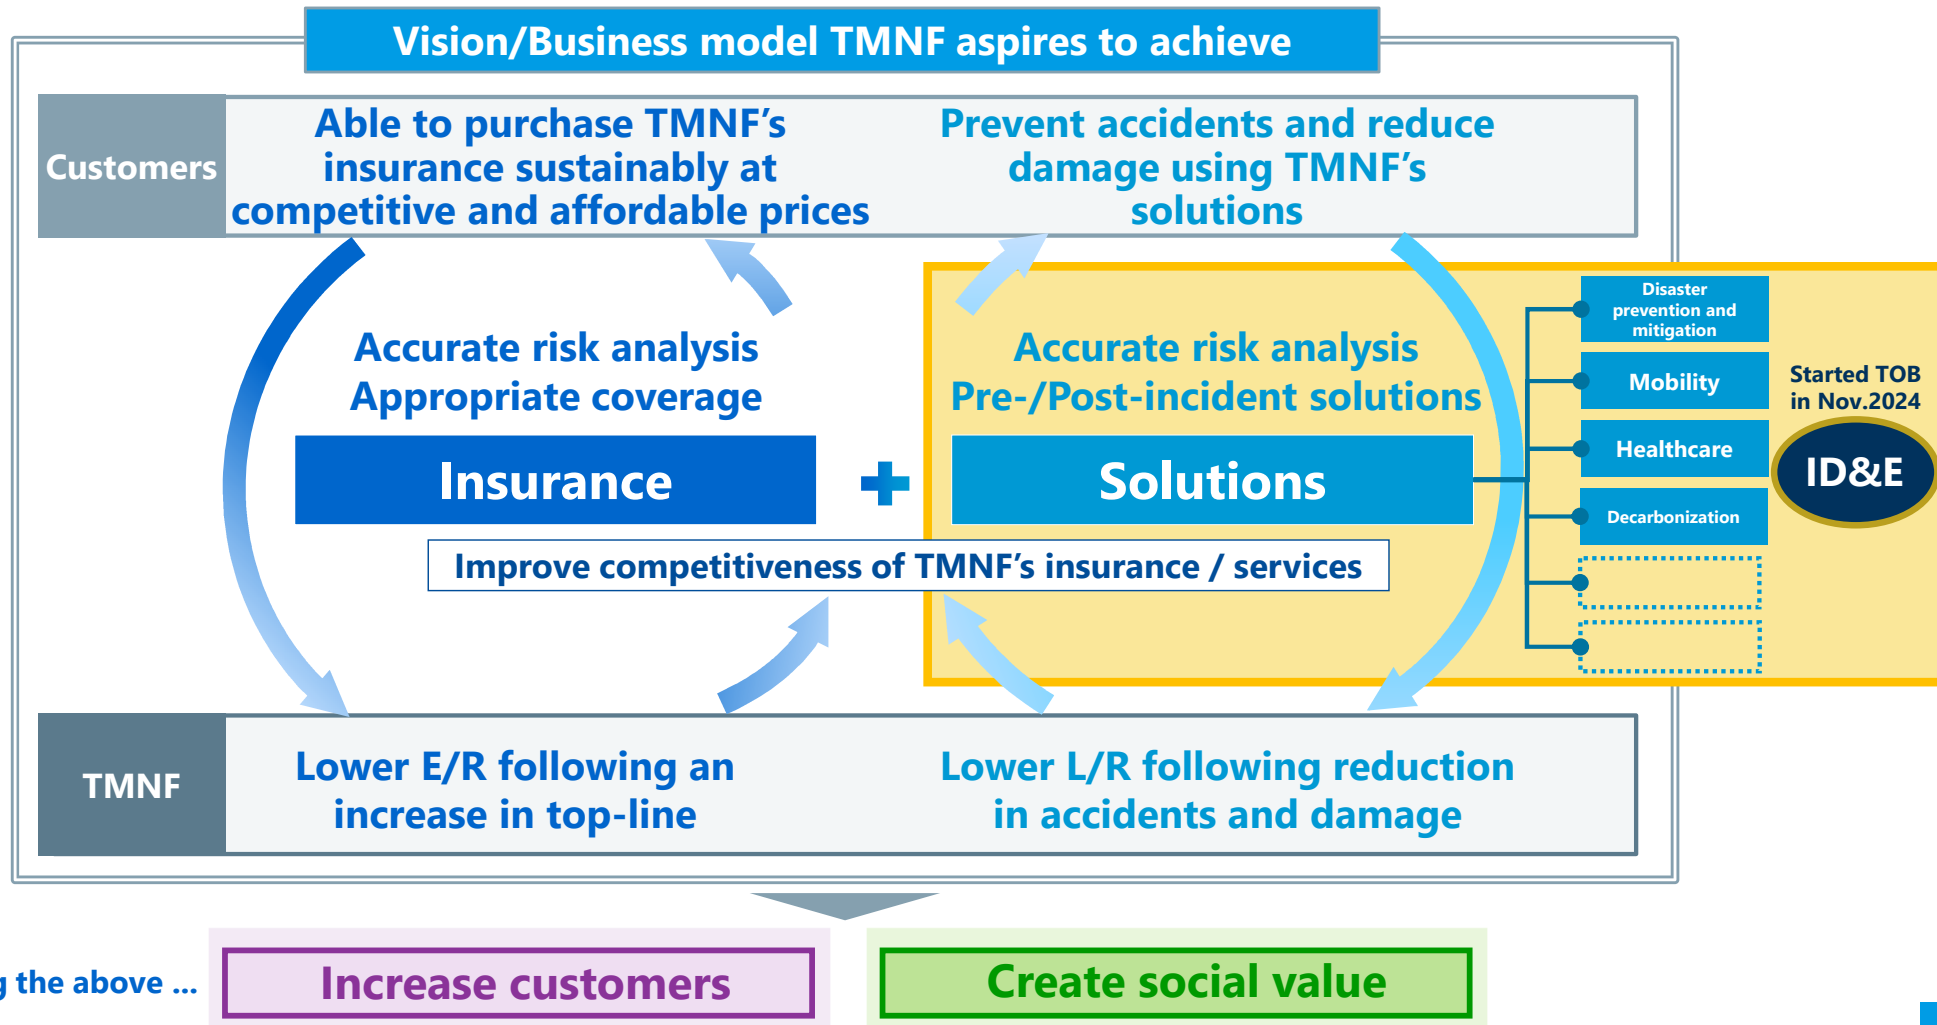 Vision/Business model TMNF aspires to achieve
Customers
Able to purchase TMNF’s
insurance sustainably at
competitive and affordable prices
Prevent accidents and reduce
damage using TMNF’s
solutions
Accurate risk analysis
Appropriate coverage
Insurance
Accurate risk analysis
Pre-/Post-incident solutions
Solutions
Disaster
prevention and
mitigation
Mobility
Healthcare
Decarbonization
Started TOB
in Nov.2024
ID&E
Improve competitiveness of TMNF’s insurance / services
TMNF
Lower E/R following an
increase in top-line
Lower L/R following reduction
in accidents and damage
the above ...
Increase customers
Create social value